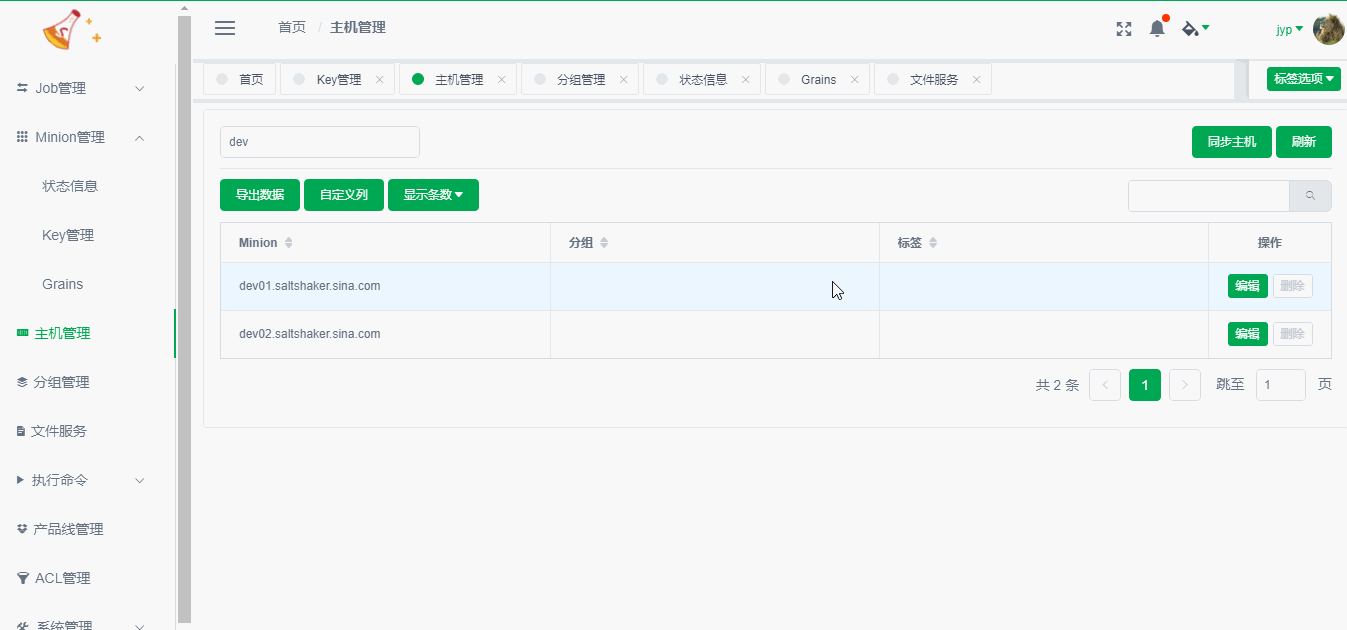 首页 / 主机管理
jyp
首页 Key管理 主机管理 分组管理 状态信息 Grains 文件服务 标签选项
Job管理
Minion管理
状态信息
Key管理
Grains
主机管理
分组管理
文件服务
执行命令
产品线管理
ACL管理
系统管理
dev
同步主机 刷新
导出数据 自定义列 显示条数
Minion 分组 标签 操作
dev01.saltshaker.sina.com 编辑 删除
dev02.saltshaker.sina.com 编辑 删除
共 2 条 1 跳至 1 页